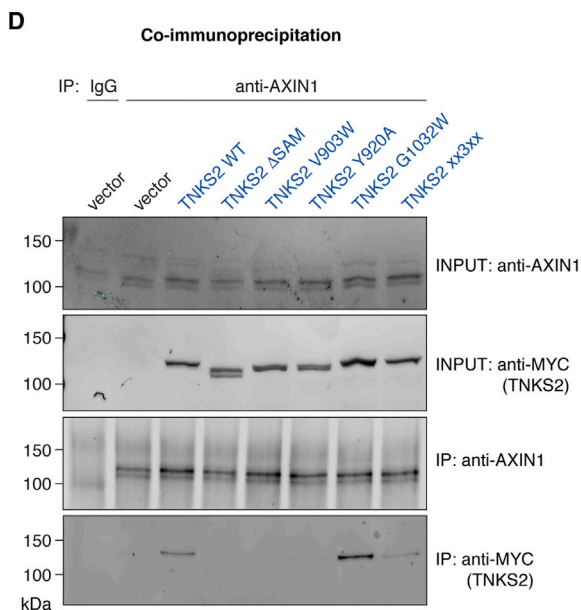 D
Co-immunoprecipitation
IP: IgG anti-AXIN1
vector
vector
TNKS2 WT
TNKS2 ΔSAM
TNKS2 V903W
TNKS2 Y920A
TNKS2 G1032W
TNKS2 xx3xx
150
100
INPUT: anti-AXIN1
150
100
INPUT: anti-MYC
(TNKS2)
150
100
IP: anti-AXIN1
150
100
kDa
IP: anti-MYC
(TNKS2)